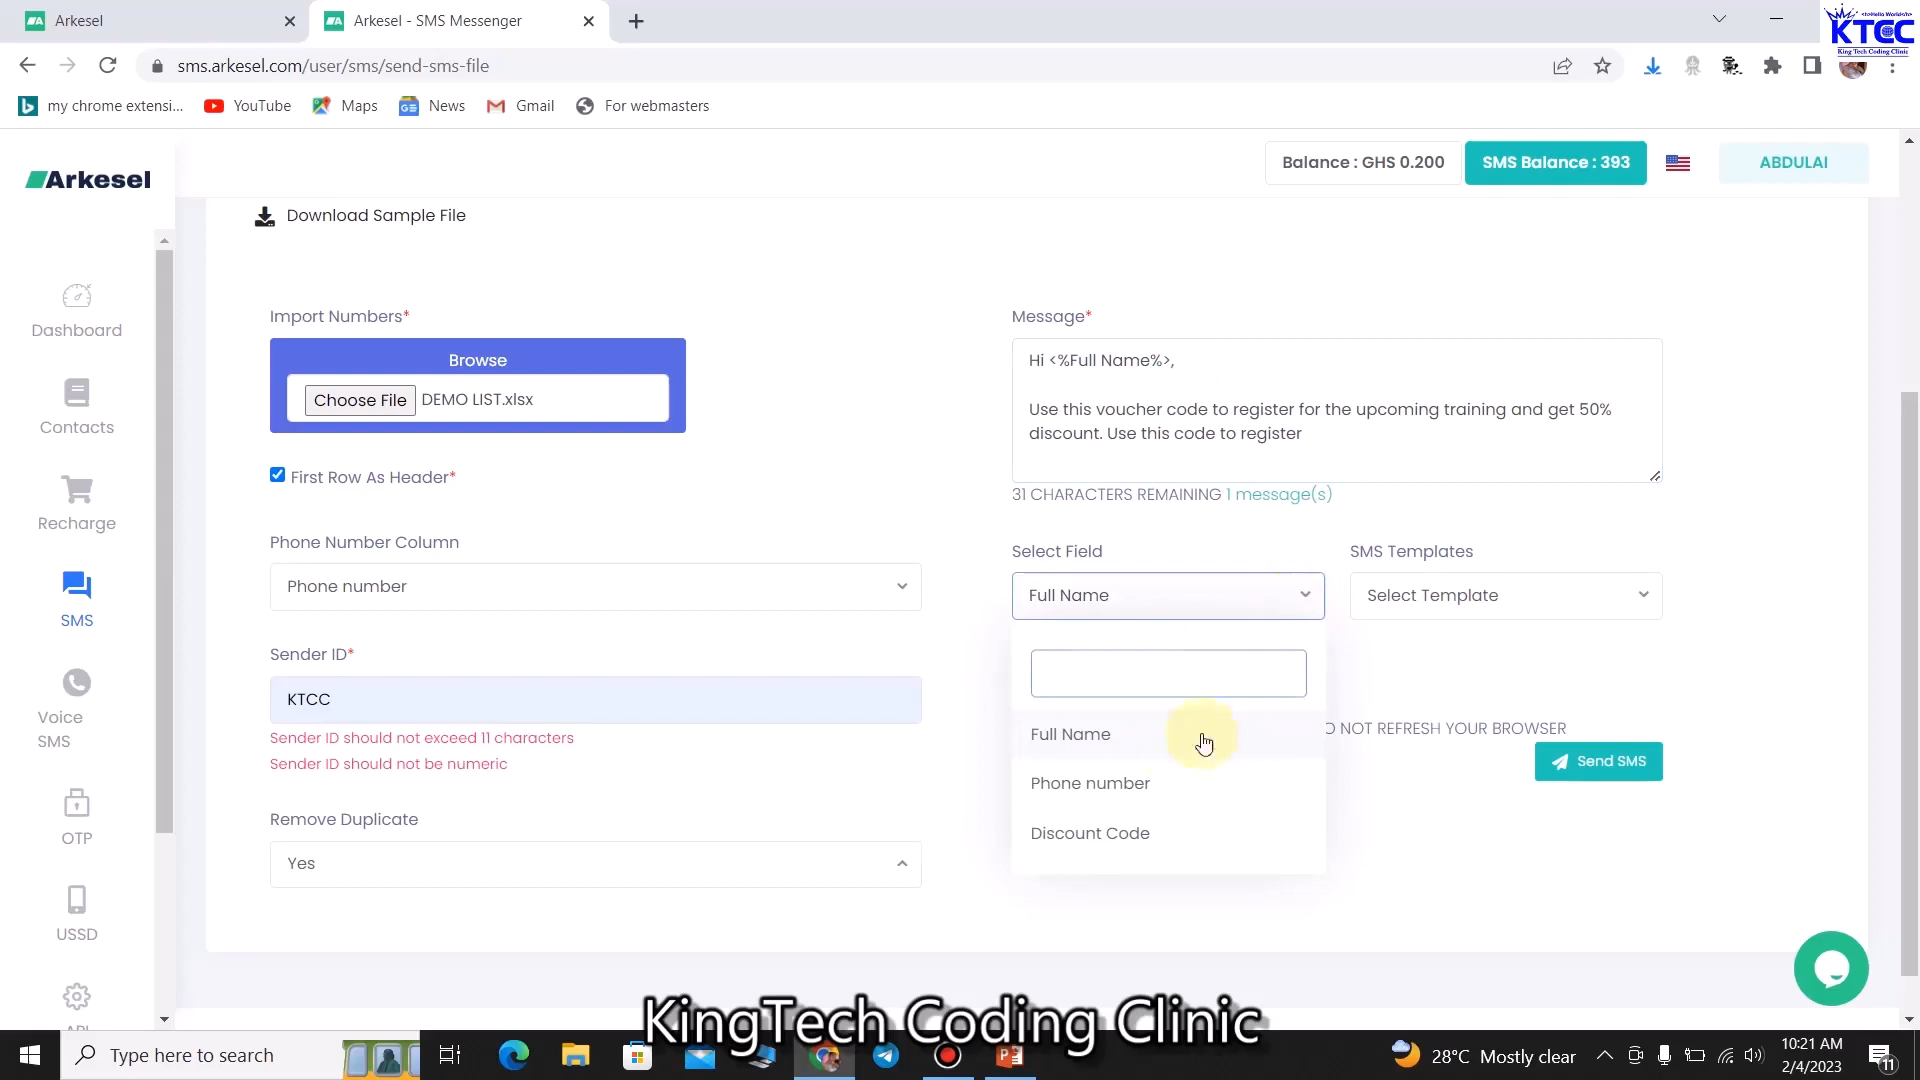 Arkesel
Arkesel - SMS Messenger
KTCC
King Tech Coding Clinic
sms.arkesel.com/user/sms/send-sms-file
my chrome extensi...
YouTube
Maps
News
Gmail
For webmasters
Arkesel
Balance : GHS 0.200
SMS Balance : 393
ABDULAI
Download Sample File
Dashboard
Contacts
Recharge
SMS
Voice
SMS
OTP
USSD
Import Numbers*
Browse
Choose File DEMO LIST.xlsx
First Row As Header*
Phone Number Column
Phone number
Sender ID*
KTCC
Sender ID should not exceed 11 characters
Sender ID should not be numeric
Remove Duplicate
Yes
Message*
Hi <%Full Name%>,
Use this voucher code to register for the upcoming training and get 50%
discount. Use this code to register
31 CHARACTERS REMAINING 1 message(s)
Select Field
Full Name
SMS Templates
Select Template
Full Name
Phone number
Discount Code
O NOT REFRESH YOUR BROWSER
Send SMS
KingTech Coding Clinic
Type here to search
28°C Mostly clear
10:21 AM
2/4/2023
11